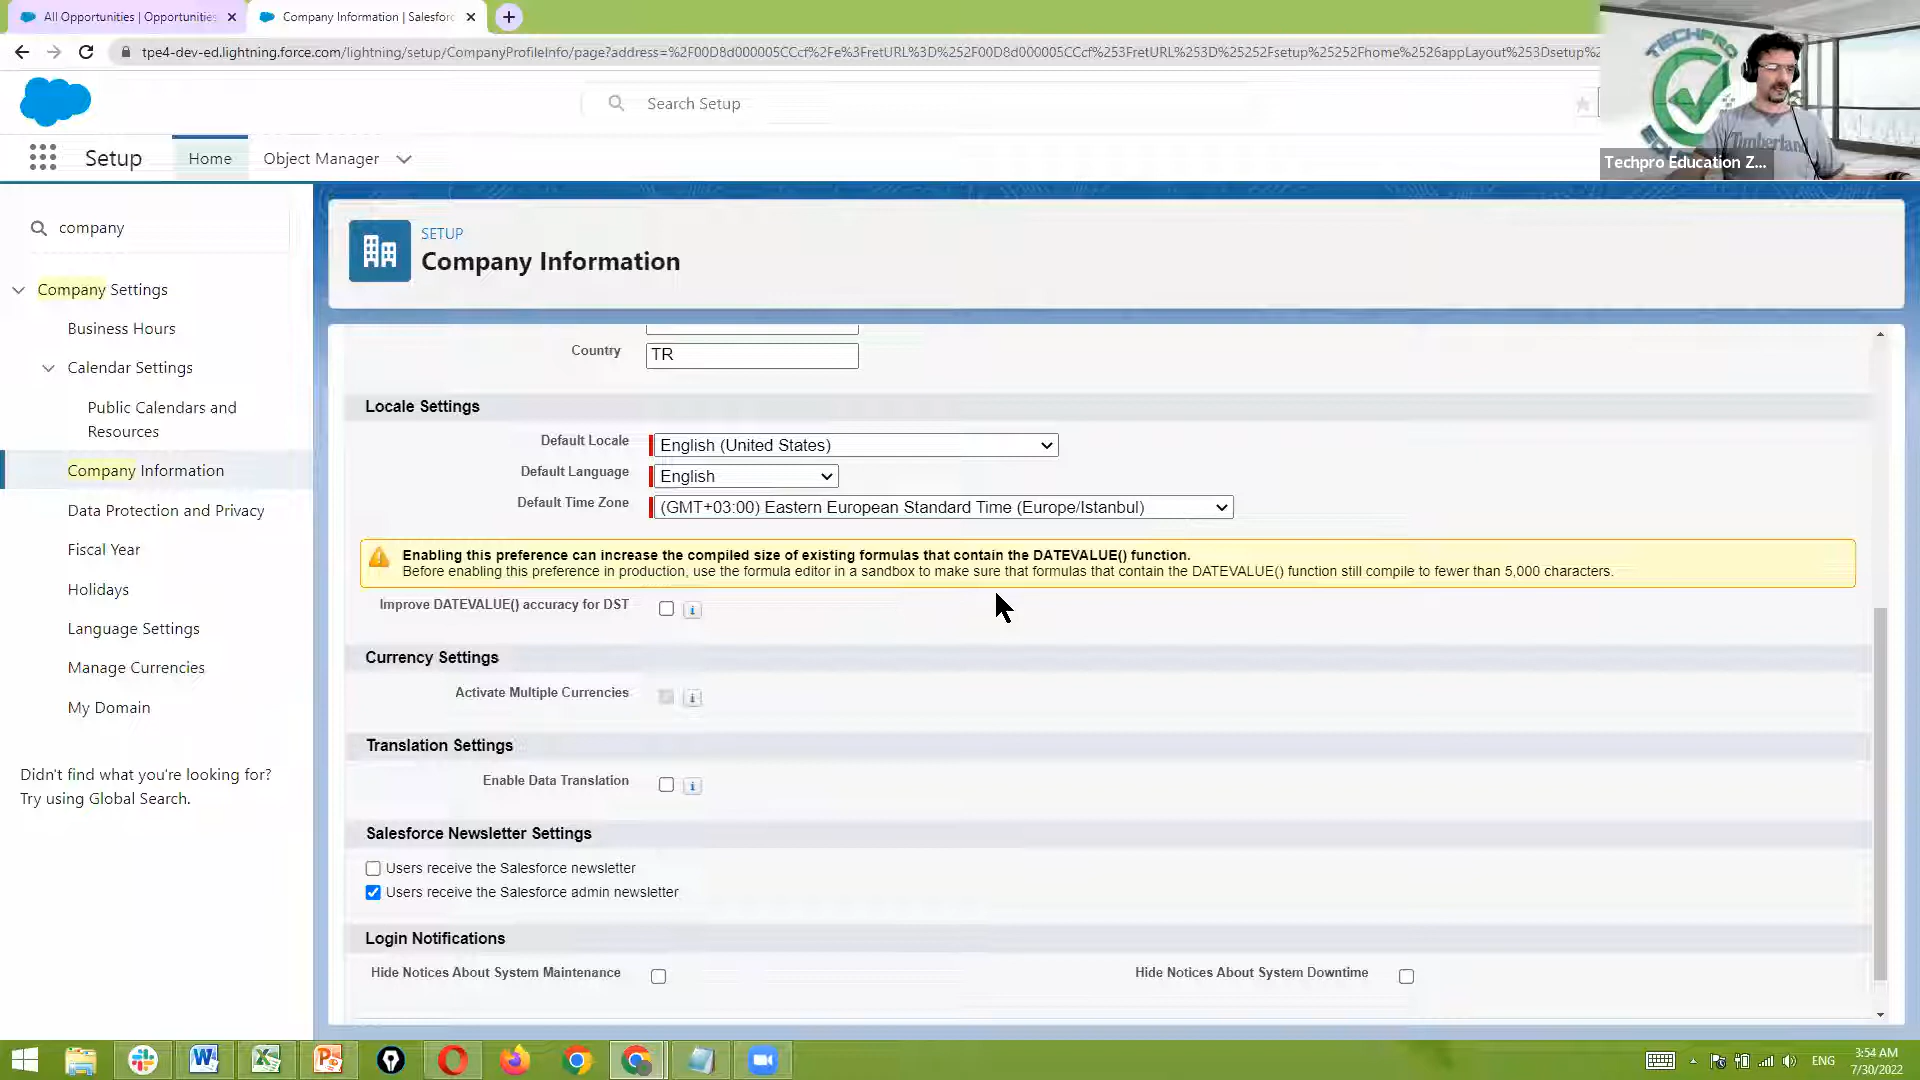 All Opportunities | Opportunities
Company Information | Salesforc
tpe4-dev-ed.lightning.force.com/lightning/setup/CompanyProfileInfo/page?address=%2F00D8d000005CCcf%2Fe%3FretURL%3D%252F00D8d000005CCcf%253FretURL%253D%25252Fsetup%25252Fhome%2526appLayout%253Dsetup%2
TECHPRO
Timberland
Techpro Education Z...
Search Setup
Setup
Home
Object Manager
company
Company Settings
Business Hours
Calendar Settings
Public Calendars and
Resources
Company Information
Data Protection and Privacy
Fiscal Year
Holidays
Language Settings
Manage Currencies
My Domain
Didn't find what you're looking for?
Try using Global Search.
SETUP
Company Information
Country
TR
Locale Settings
Default Locale
English (United States)
Default Language
English
Default Time Zone
(GMT+03:00) Eastern European Standard Time (Europe/Istanbul)
Enabling this preference can increase the compiled size of existing formulas that contain the DATEVALUE() function.
Before enabling this preference in production, use the formula editor in a sandbox to make sure that formulas that contain the DATEVALUE() function still compile to fewer than 5,000 characters.
Improve DATEVALUE() accuracy for DST
Currency Settings
Activate Multiple Currencies
Translation Settings
Enable Data Translation
Salesforce Newsletter Settings
Users receive the Salesforce newsletter
Users receive the Salesforce admin newsletter
Login Notifications
Hide Notices About System Maintenance
Hide Notices About System Downtime
ENG
3:54 AM
7/30/2022